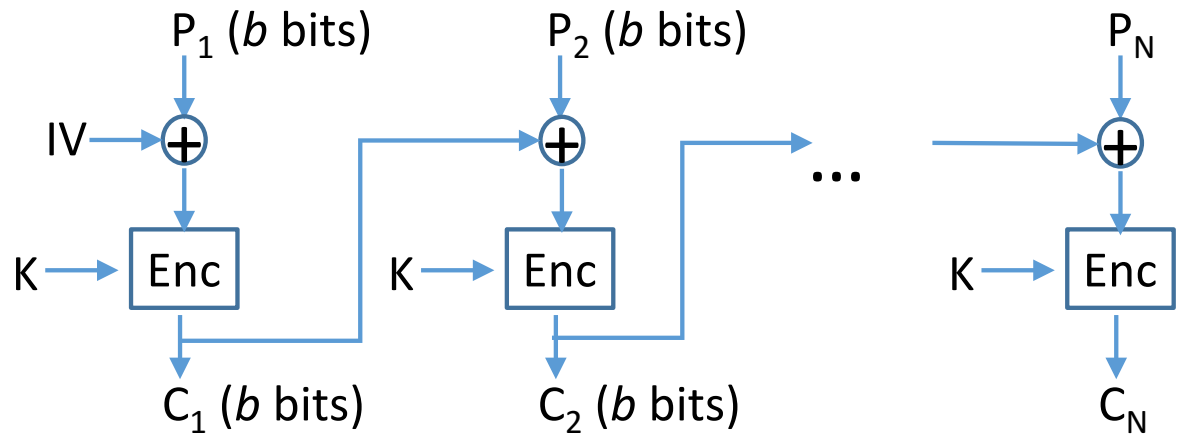 P1 (b bits) P2 (b bits) PN
IV + + +
...
K Enc K Enc K Enc
C1 (b bits) C2 (b bits) CN